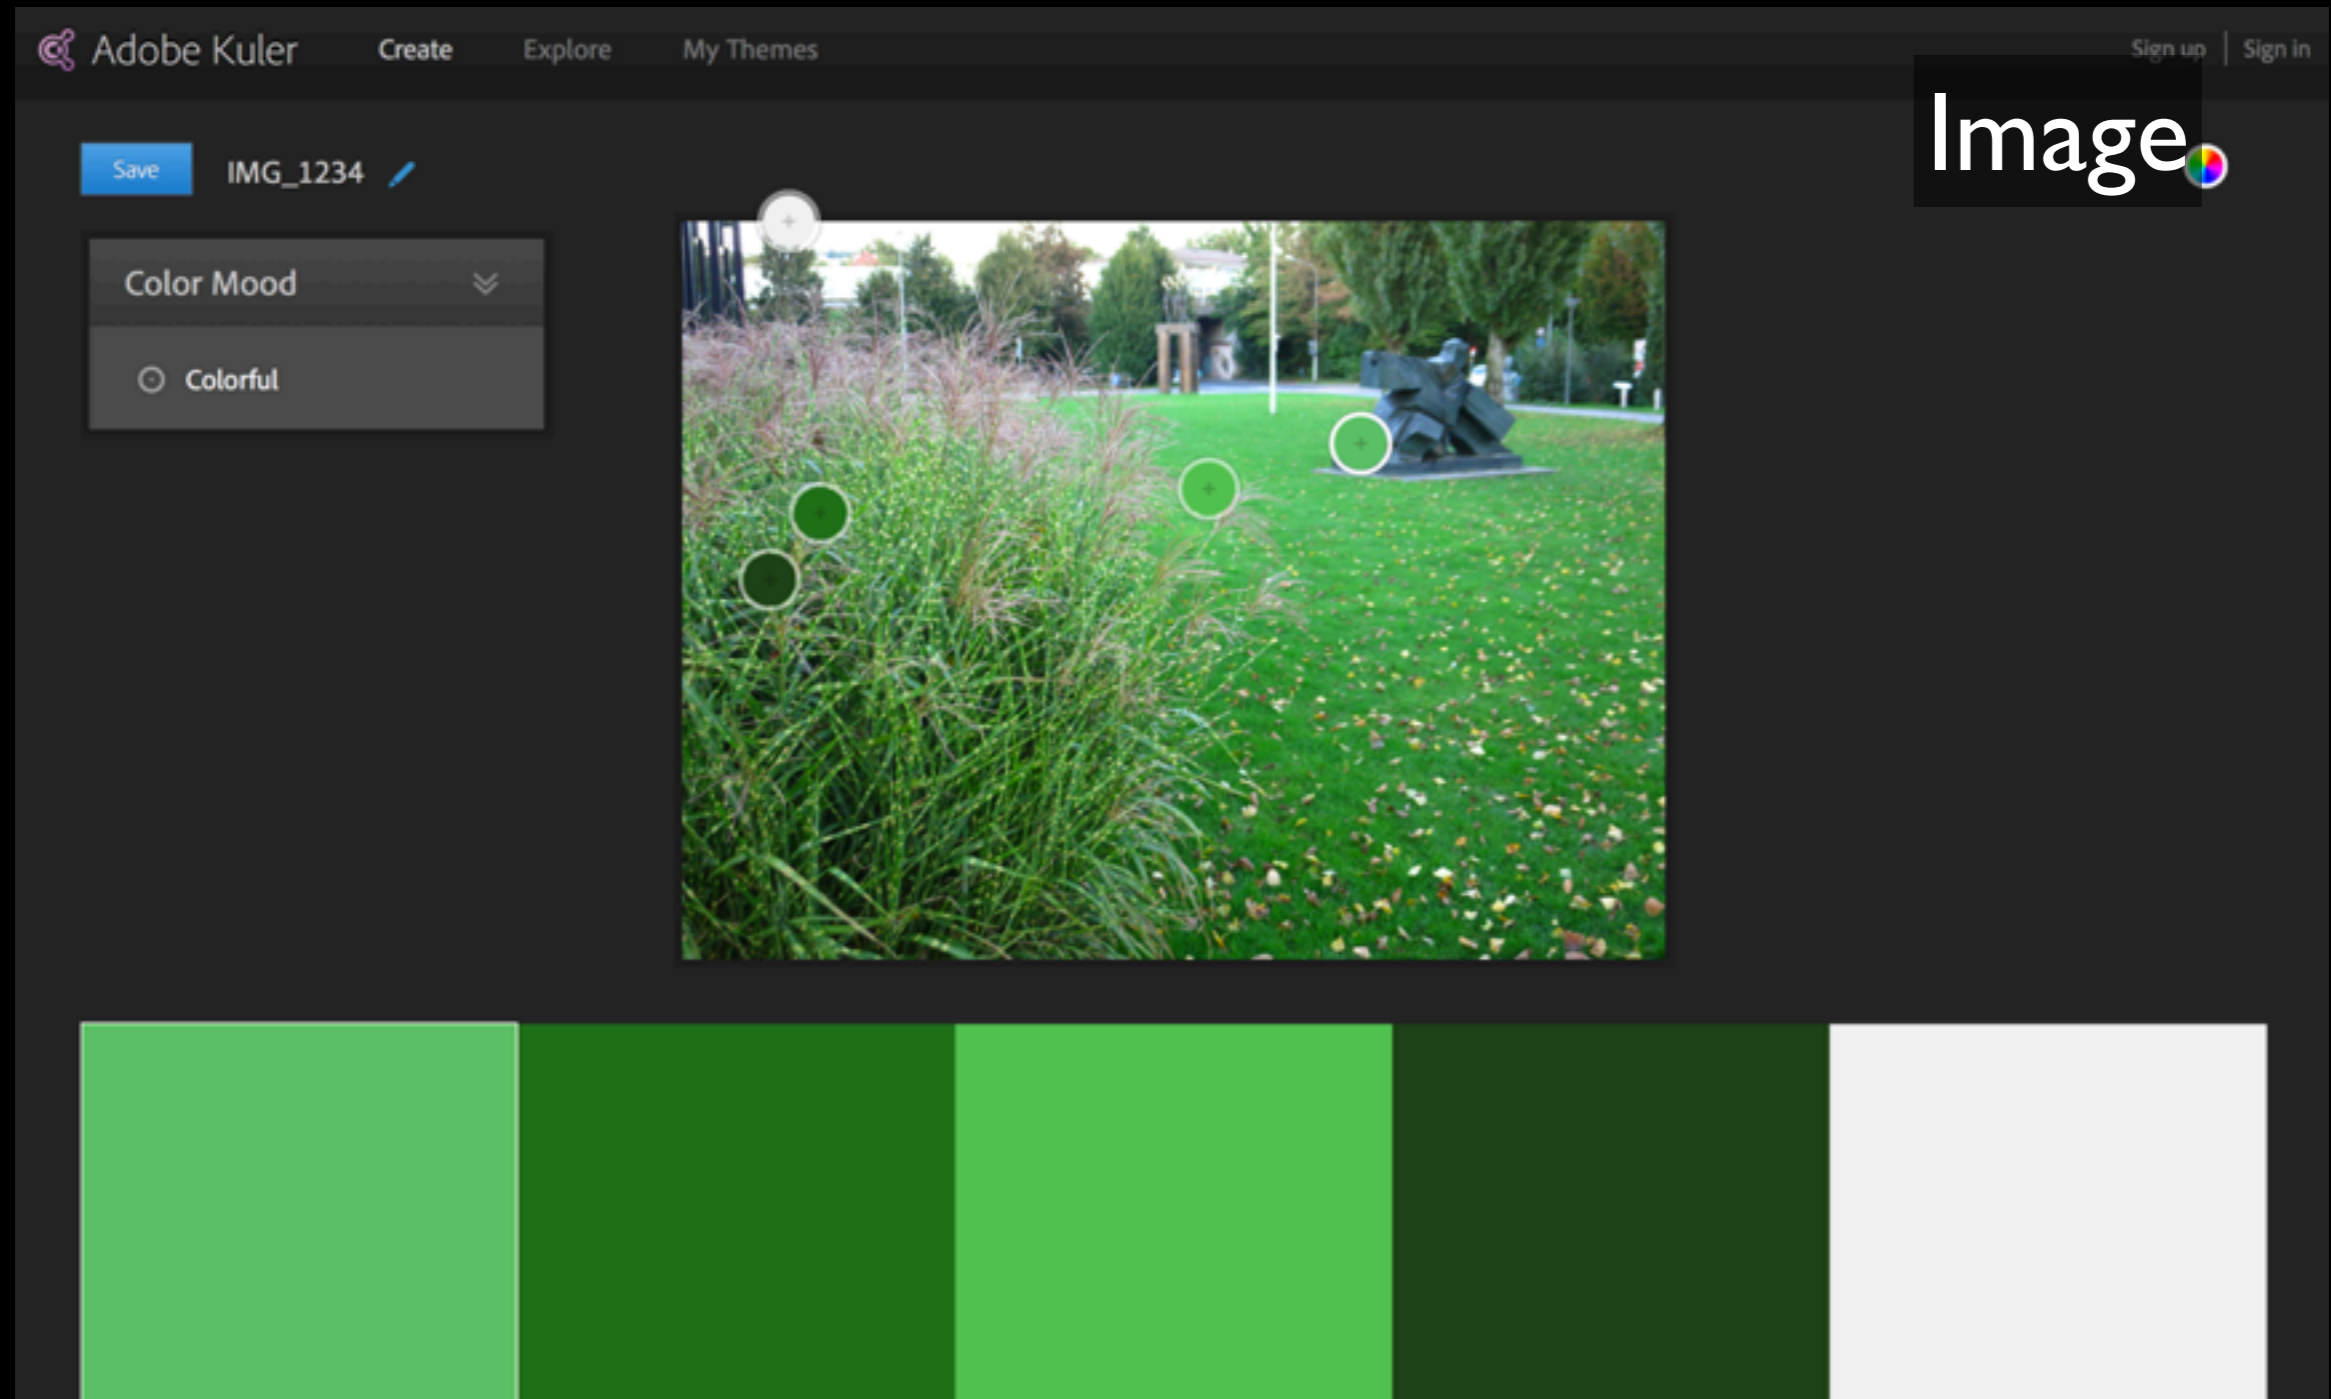 Adobe Kuler Create Explore My Themes Sign up Sign in
Image
Save IMG_1234
Color Mood
Colorful